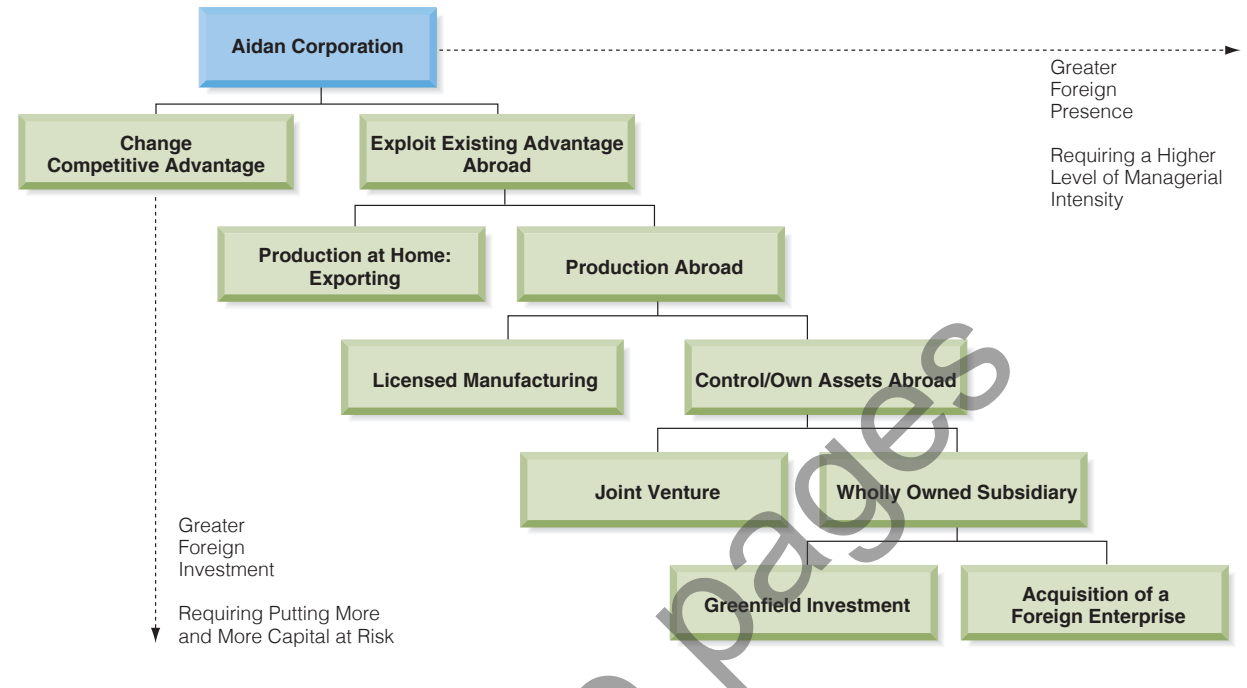 Aidan Corporation
Greater
Foreign
Presence
Requiring a Higher
Level of Managerial
Intensity
Change
Competitive Advantage
Exploit Existing Advantage
Abroad
Production at Home:
Exporting
Production Abroad
Licensed Manufacturing
Control/Own Assets Abroad
Joint Venture
Wholly Owned Subsidiary
Greater
Foreign
Investment
Requiring Putting More
and More Capital at Risk
Greenfield Investment
Acquisition of a
Foreign Enterprise
pages